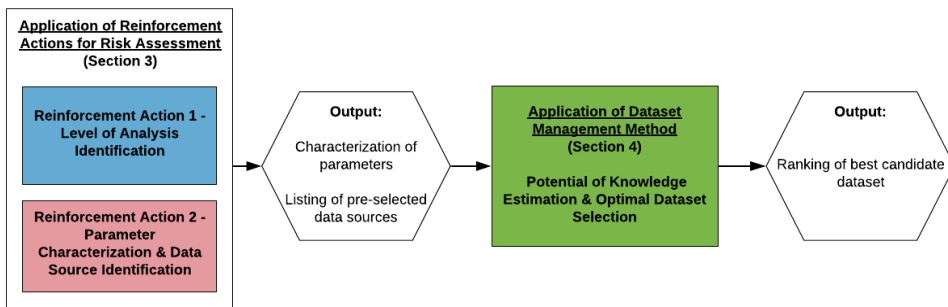 Application of Reinforcement
Actions for Risk Assessment
(Section 3)
Reinforcement Action 1 -
Level of Analysis
Identification
Reinforcement Action 2 -
Parameter
Characterization & Data
Source Identification
Output:
Characterization of
parameters
Listing of pre-selected
data sources
Application of Dataset
Management Method
(Section 4)
Potential of Knowledge
Estimation & Optimal Dataset
Selection
Output:
Ranking of best candidate
dataset